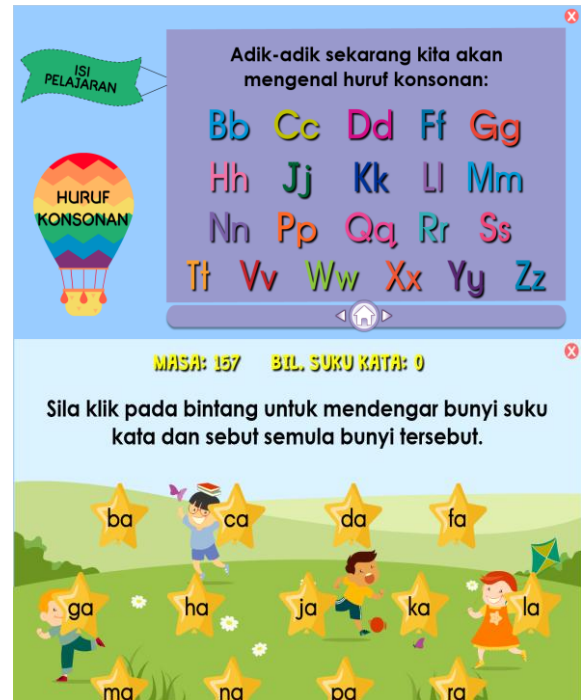 ISI
PELAJARAN
Adik-adik sekarang kita akan
mengenal huruf konsonan:
HURUF
KONSONAN
Bb Cc Dd Ff Gg
Hh Jj Kk Ll Mm
Nn Pp Qq Rr Ss
Tt Vv Ww Xx Yy Zz
MASA: 157 BIL. SUKU KATA: 0
Sila klik pada bintang untuk mendengar bunyi suku
kata dan sebut semula bunyi tersebut.
ba ca da fa
ga ha ja ka la
ma na pa ra